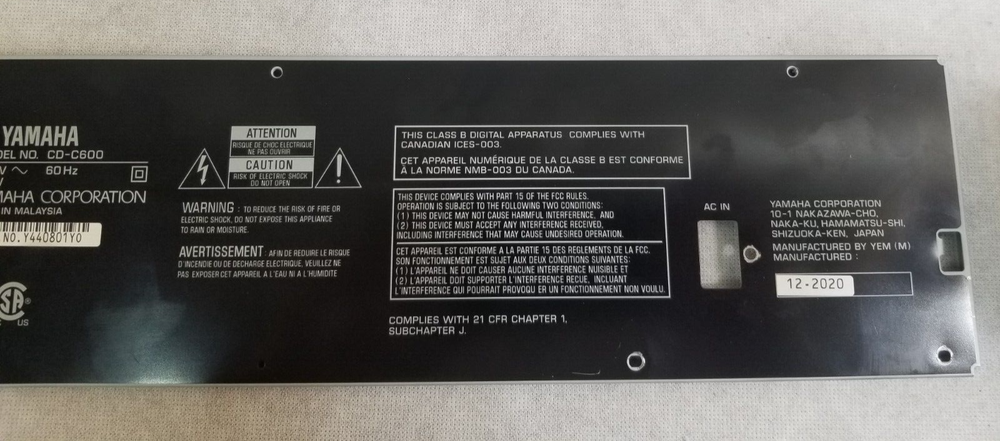 YAMAHA
DEL NO. CD-C600
V ~ 60Hz
MAHA CORPORATION
IN MALAYSIA
NO. Y440801Y0
US
ATTENTION
RISQUE DE CHOC ELECTRIQUE
NE PAS OUVRIR
CAUTION
RISK OF ELECTRIC SHOCK
DO NOT OPEN
WARNING : TO REDUCE THE RISK OF FIRE OR
ELECTRIC SHOCK, DO NOT EXPOSE THIS APPLIANCE
TO RAIN OR MOISTURE.
AVERTISSEMENT : AFIN DE REDUIRE LE RISQUE
D'INCENDIE OU DE DECHARGE ELECTRIQUE, VEUILLEZ NE
PAS EXPOSER CET APPAREIL A L'EAU NI A L'HUMIDITE
THIS CLASS B DIGITAL APPARATUS COMPLIES WITH
CANADIAN ICES-003.
CET APPAREIL NUMÉRIQUE DE LA CLASSE B EST CONFORME
À LA NORME NMB-003 DU CANADA.
THIS DEVICE COMPLIES WITH PART 15 OF THE FCC RULES.
OPERATION IS SUBJECT TO THE FOLLOWING TWO CONDITIONS:
(1) THIS DEVICE MAY NOT CAUSE HARMFUL INTERFERENCE, AND
(2) THIS DEVICE MUST ACCEPT ANY INTERFERENCE RECEIVED,
INCLUDING INTERFERENCE THAT MAY CAUSE UNDESIRED OPERATION.
CET APPAREIL EST CONFORME A LA PARTIE 15 DES REGLEMENTS DE LA FCC.
SON FONCTIONNEMENT EST SUJET AUX DEUX CONDITIONS SUIVANTES:
(1) L'APPAREIL NE DOIT CAUSER AUCUNE INTERFERENCE NUISIBLE ET
(2) L'APPAREIL DOIT SUPPORTER L'INTERFERENCE RECUE, INCLUANT
L'INTERFERENCE QUI POURRAIT PROVOQU ER UN FONCTIONNEMENT NON VOULU.
COMPLIES WITH 21 CFR CHAPTER 1,
SUBCHAPTER J.
AC IN
YAMAHA CORPORATION
10-1 NAKAZAWA-CHO,
NAKA-KU, HAMAMATSU-SHI,
SHIZUOKA-KEN, JAPAN
MANUFACTURED BY YEM (M)
MANUFACTURED :
12-2020